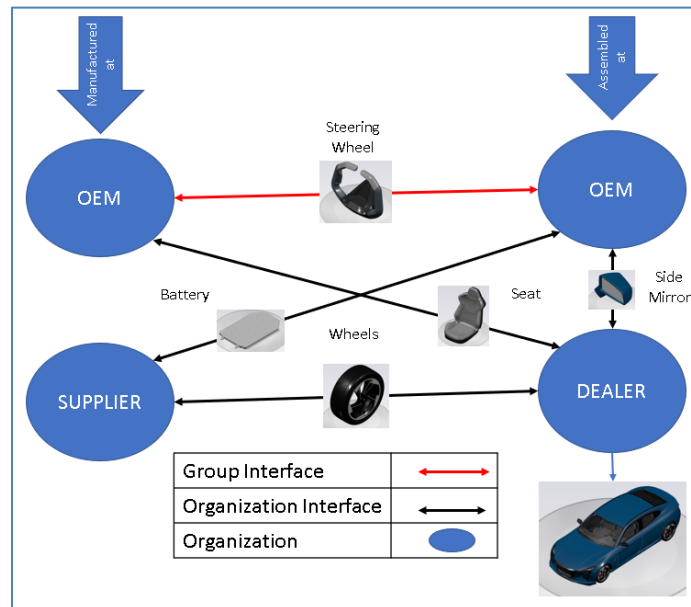 Manufactured
at
Assembled
at
Steering
Wheel
OEM
OEM
Battery
Seat
Side
Mirror
Wheels
SUPPLIER
DEALER
Group Interface
Organization Interface
Organization